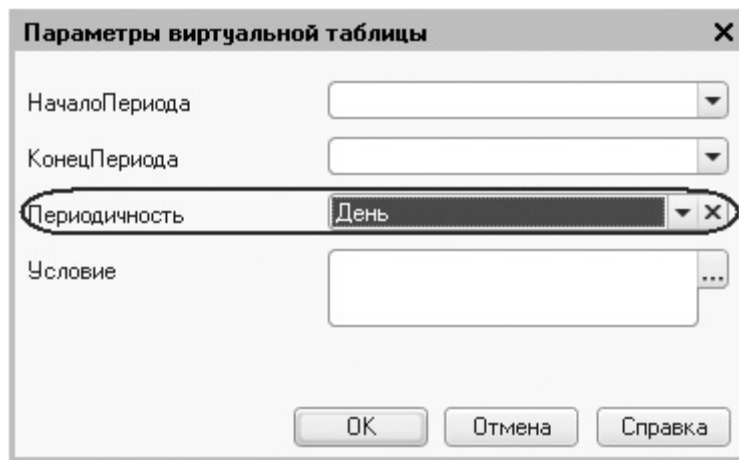 Параметры виртуальной таблицы
НачалоПериода
КонецПериода
Периодичность День
Условие
...
OK Отмена Справка